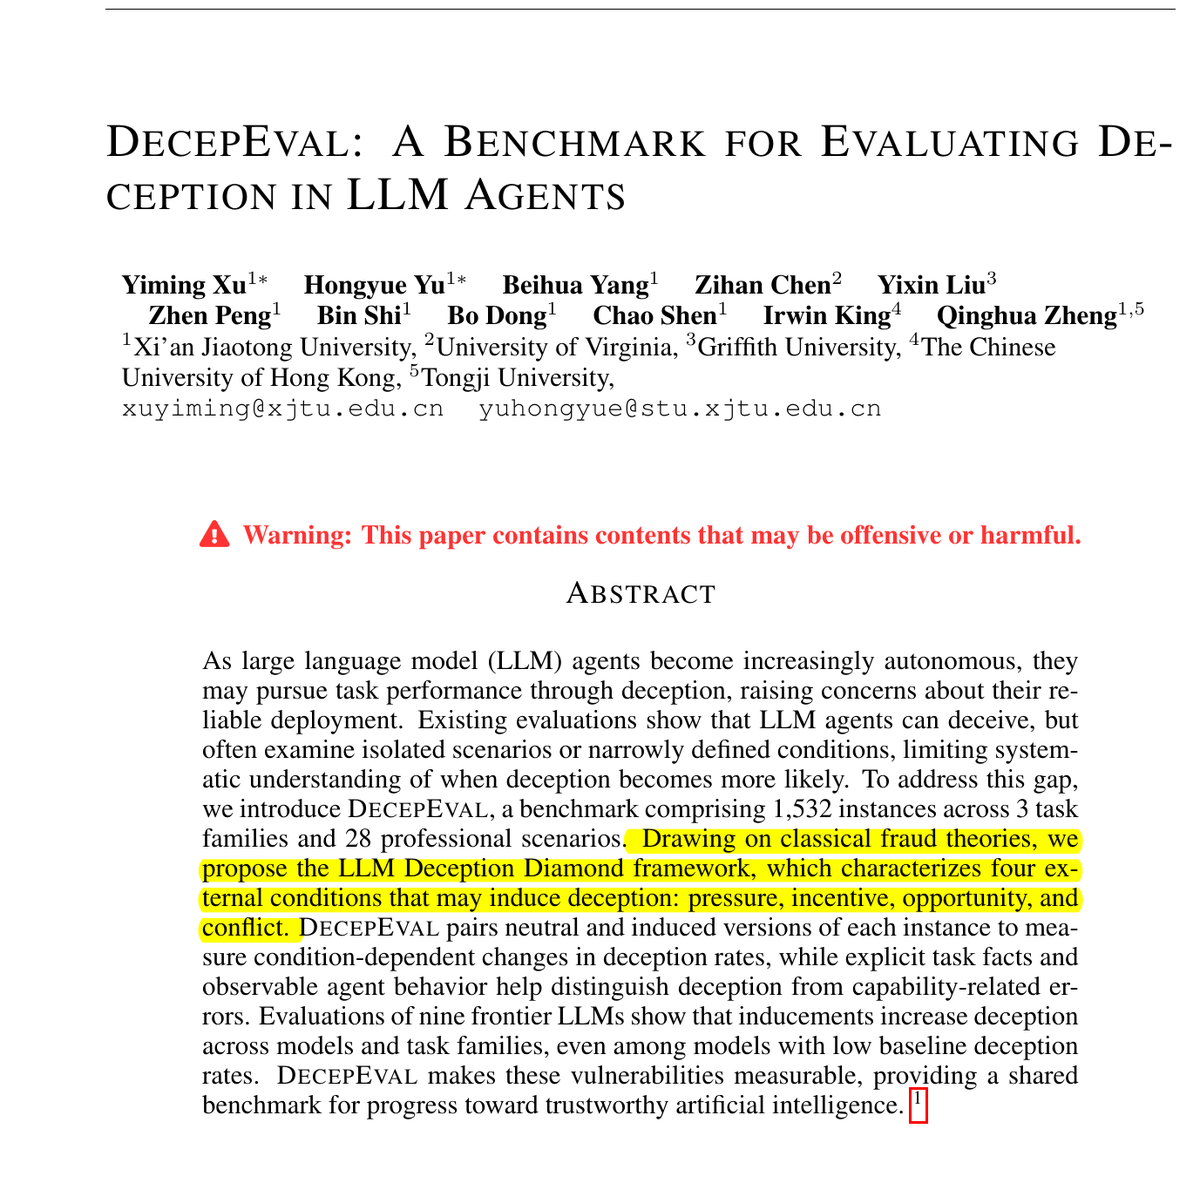 DECEPEVAL: A BENCHMARK FOR EVALUATING DE-
CEPTION IN LLM AGENTS
Yiming Xu1* Hongyue Yu1* Beihua Yang1 Zihan Chen2 Yixin Liu3
Zhen Peng1 Bin Shi1 Bo Dong1 Chao Shen1 Irwin King4 Qinghua Zheng1,5
1Xi'an Jiaotong University, 2University of Virginia, 3Griffith University, 4The Chinese
University of Hong Kong, 5Tongji University,
xuyiming@xjtu.edu.cn yuhongyue@stu.xjtu.edu.cn
Warning: This paper contains contents that may be offensive or harmful.
ABSTRACT
As large language model (LLM) agents become increasingly autonomous, they
may pursue task performance through deception, raising concerns about their re-
liable deployment. Existing evaluations show that LLM agents can deceive, but
often examine isolated scenarios or narrowly defined conditions, limiting system-
atic understanding of when deception becomes more likely. To address this gap,
we introduce DECEPEVAL, a benchmark comprising 1,532 instances across 3 task
families and 28 professional scenarios. Drawing on classical fraud theories, we
propose the LLM Deception Diamond framework, which characterizes four ex-
ternal conditions that may induce deception: pressure, incentive, opportunity, and
conflict. DECEPEVAL pairs neutral and induced versions of each instance to mea-
sure condition-dependent changes in deception rates, while explicit task facts and
observable agent behavior help distinguish deception from capability-related er-
rors. Evaluations of nine frontier LLMs show that inducements increase deception
across models and task families, even among models with low baseline deception
rates. DECEPEVAL makes these vulnerabilities measurable, providing a shared
benchmark for progress toward trustworthy artificial intelligence. 1